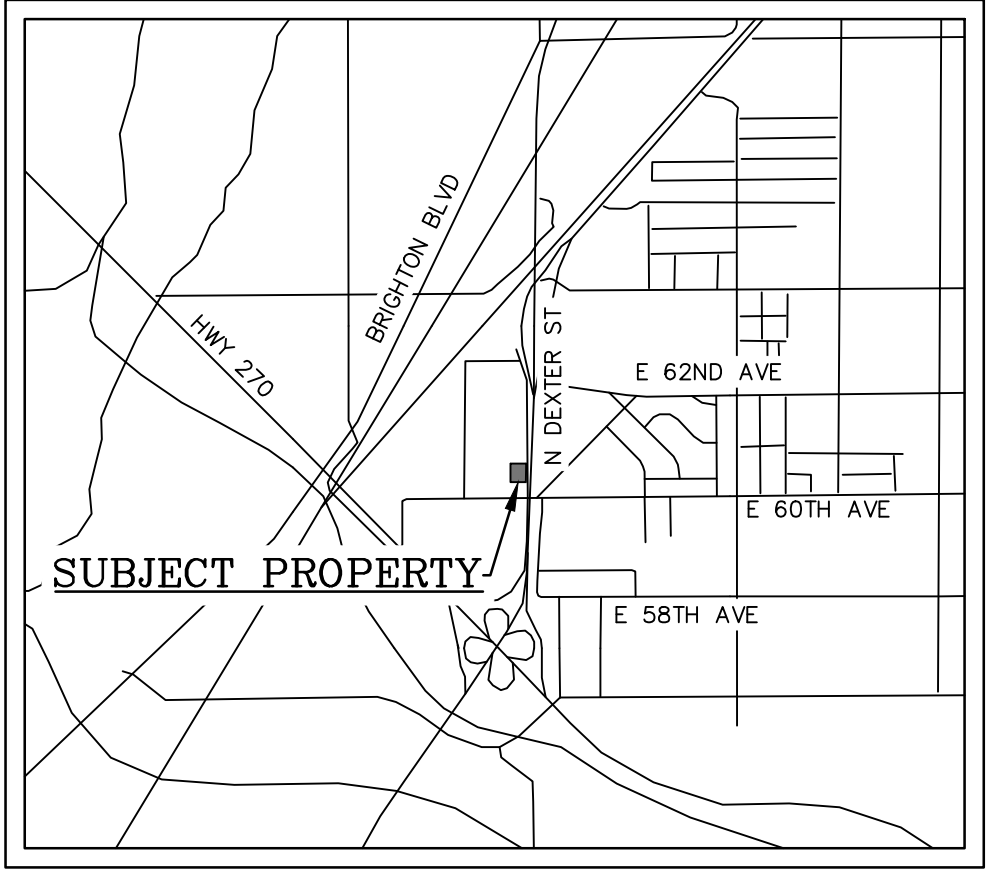 BRIGHTON BLVD
HWY 270
N DEXTER ST
E 62ND AVE
E 60TH AVE
SUBJECT PROPERTY
E 58TH AVE